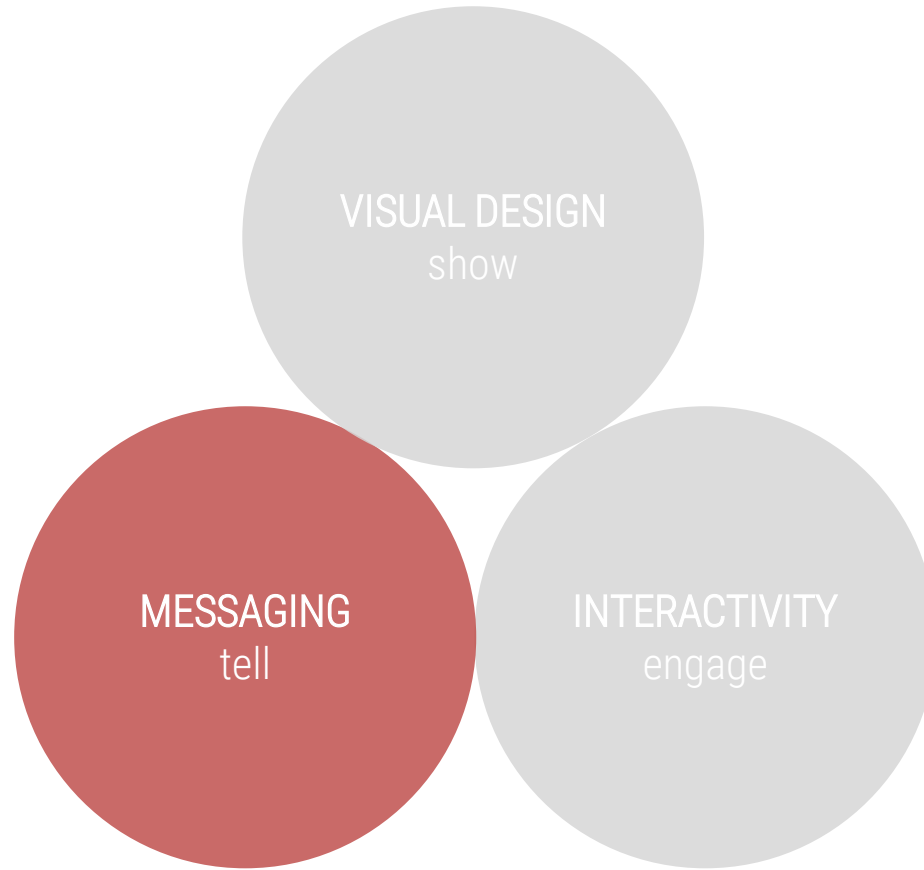 VISUAL DESIGN
show
MESSAGING
tell
INTERACTIVITY
engage